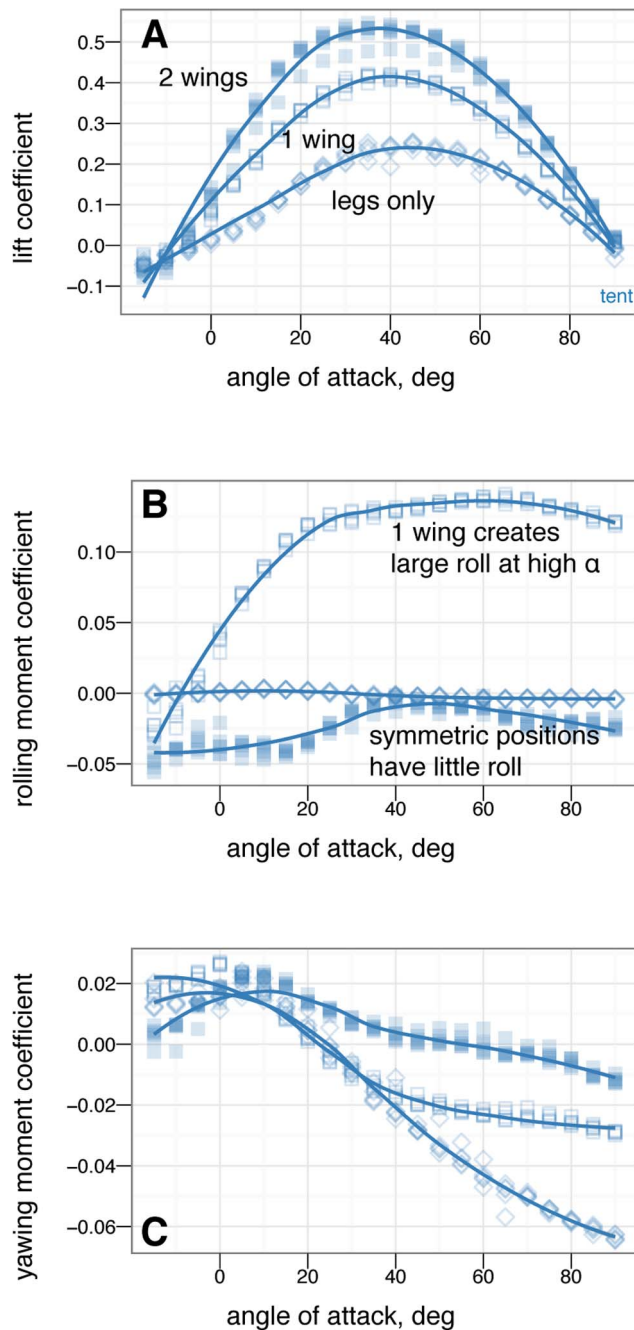 A
lift coefficient
0.5
0.4
0.3
0.2
0.1
0.0
−0.1
2 wings
1 wing
legs only
tent
0
20
40
60
80
angle of attack, deg
B
rolling moment coefficient
0.10
0.05
0.00
−0.05
1 wing creates
large roll at high α
symmetric positions
have little roll
0
20
40
60
80
angle of attack, deg
yawing moment coefficient
0.02
0.00
−0.02
−0.04
−0.06
C
0
20
40
60
80
angle of attack, deg